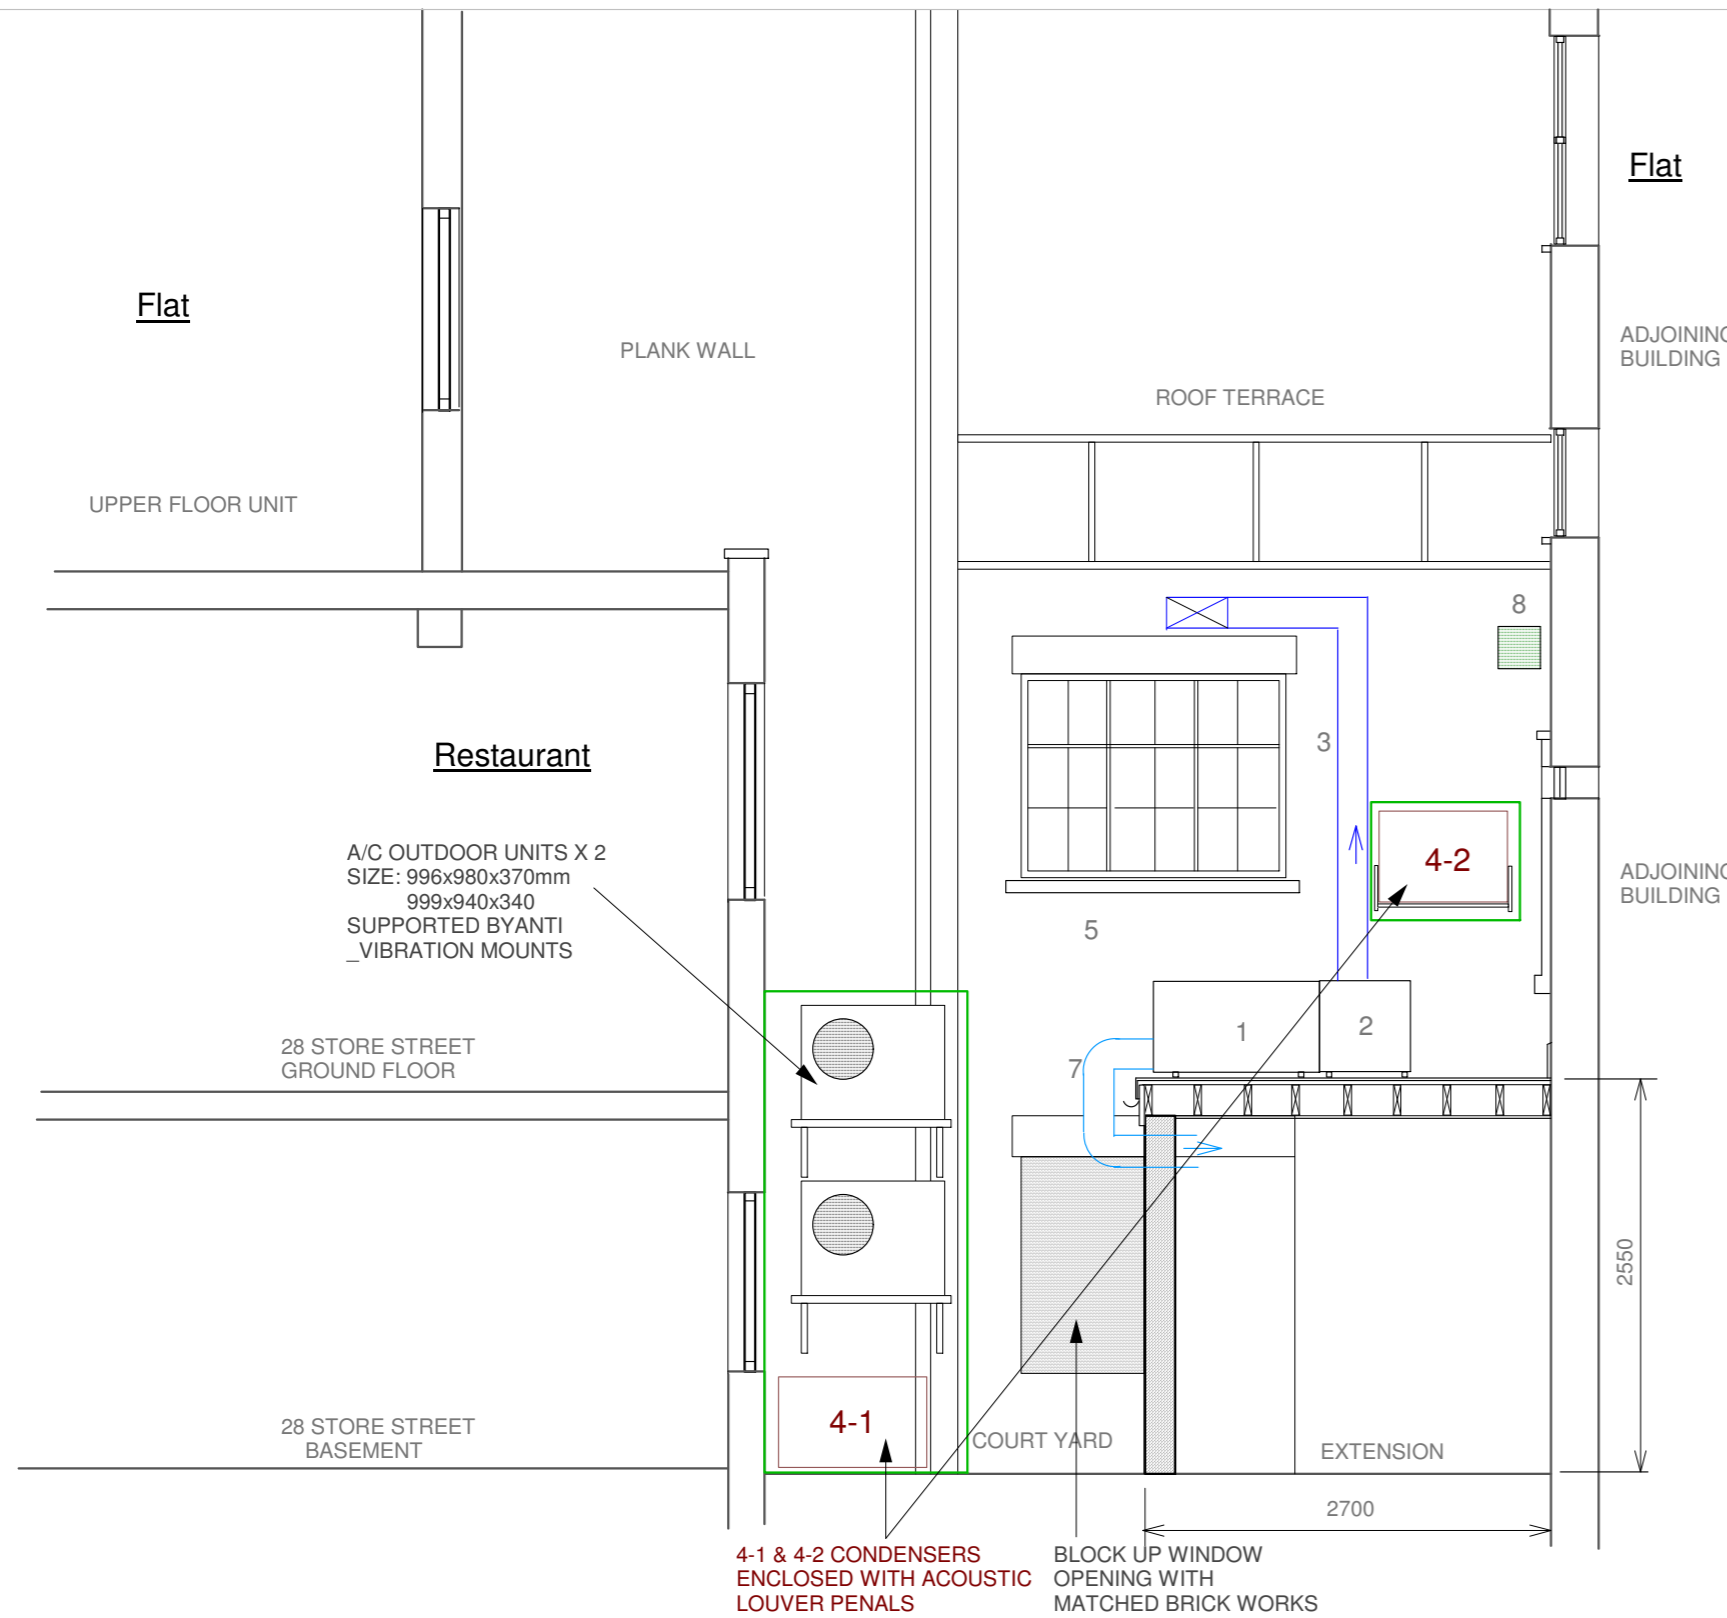 Flat
Flat
PLANK WALL
ADJOINING
BUILDING
ROOF TERRACE
UPPER FLOOR UNIT
8
Restaurant
3
A/C OUTDOOR UNITS X 2
SIZE: 996x980x370mm
999x940x340
SUPPORTED BYANTI
_VIBRATION MOUNTS
4-2
ADJOINING
BUILDING
5
28 STORE STREET
GROUND FLOOR
1
2
7
2550
28 STORE STREET
BASEMENT
4-1
COURT YARD
EXTENSION
2700
4-1 & 4-2 CONDENSERS
ENCLOSED WITH ACOUSTIC
LOUVER PENALS
BLOCK UP WINDOW
OPENING WITH
MATCHED BRICK WORKS